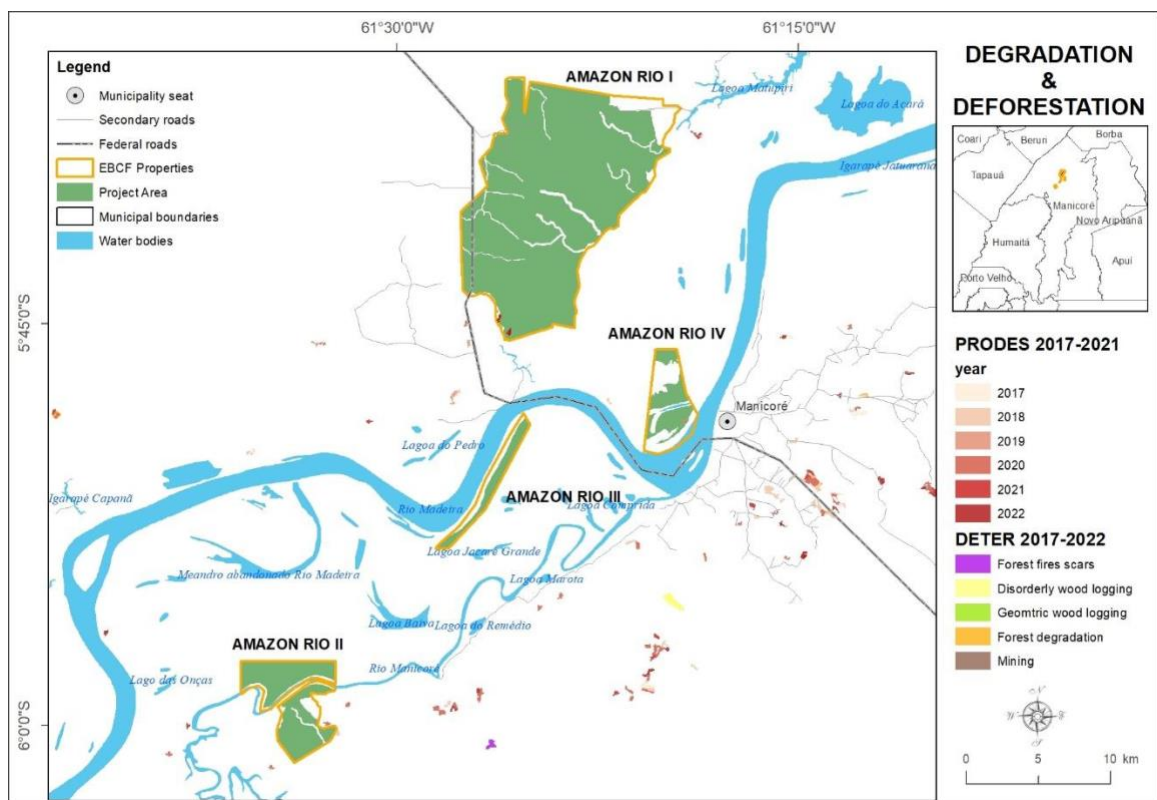 61°30'0"W
61°15'0"W
5°45'0"S
6°0'0"S
Legend
Municipality seat
Secondary roads
Federal roads
EBCF Properties
Project Area
Municipal boundaries
Water bodies
AMAZON RIO I
Lagoa Matupiri
Lagoa do Acará
Igarapé Jatuarana
AMAZON RIO IV
Manicoré
Lagoa do Pedro
Igarapé Capanã
Rio Madeira
AMAZON RIO III
Lagoa Comprida
Lagoa Jacaré Grande
Meandro abandonado Rio Madeira
Lagoa Marota
Lagoa Baixa
Lagoa do Remédio
AMAZON RIO II
Rio Manicoré
Lago das Onças
DEGRADATION
&
DEFORESTATION
Coari
Beruri
Borba
Tapauá
Manicoré
Novo Aripuanã
Humaitá
Apuí
Porto Velho
PRODES 2017-2021
year
2017
2018
2019
2020
2021
2022
DETER 2017-2022
Forest fires scars
Disorderly wood logging
Geomtric wood logging
Forest degradation
Mining
N
W
E
S
0 5 10 km